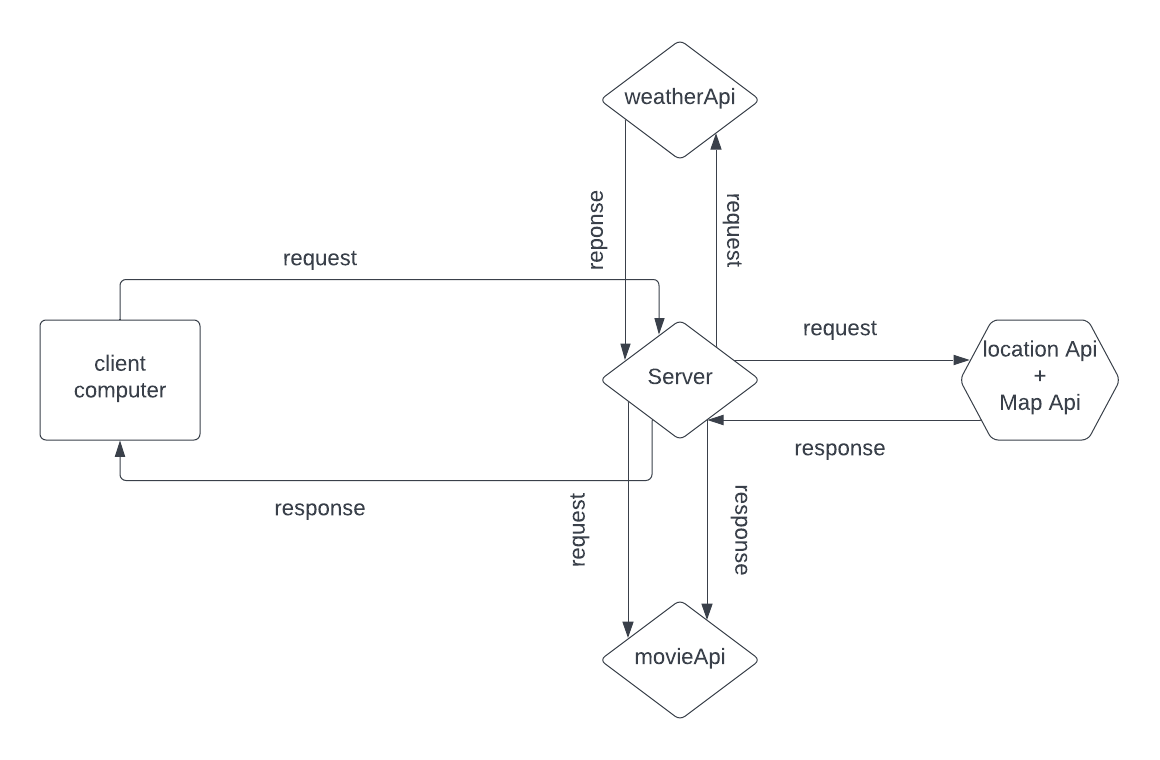 weatherApi
reponse
request
request
client
computer
Server
request
location Api
+
Map Api
response
response
request
response
movieApi